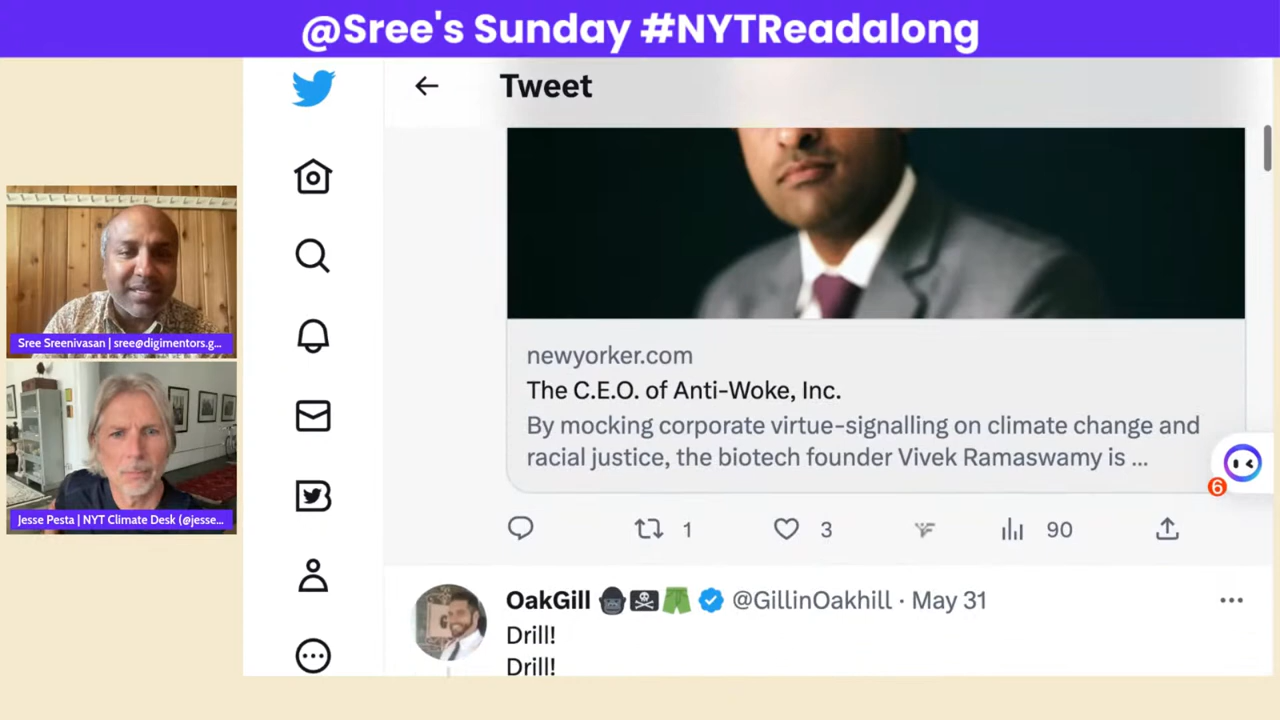 @Sree's Sunday #NYTReadalong
Tweet
newyorker.com
The C.E.O. of Anti-Woke, Inc.
By mocking corporate virtue-signalling on climate change and
racial justice, the biotech founder Vivek Ramaswamy is ...
6
1
3
90
OakGill @GillinOakhill · May 31
Drill!
Drill!
Sree Sreenivasan | sree@digimentors.g...
Jesse Pesta | NYT Climate Desk (@jesse...